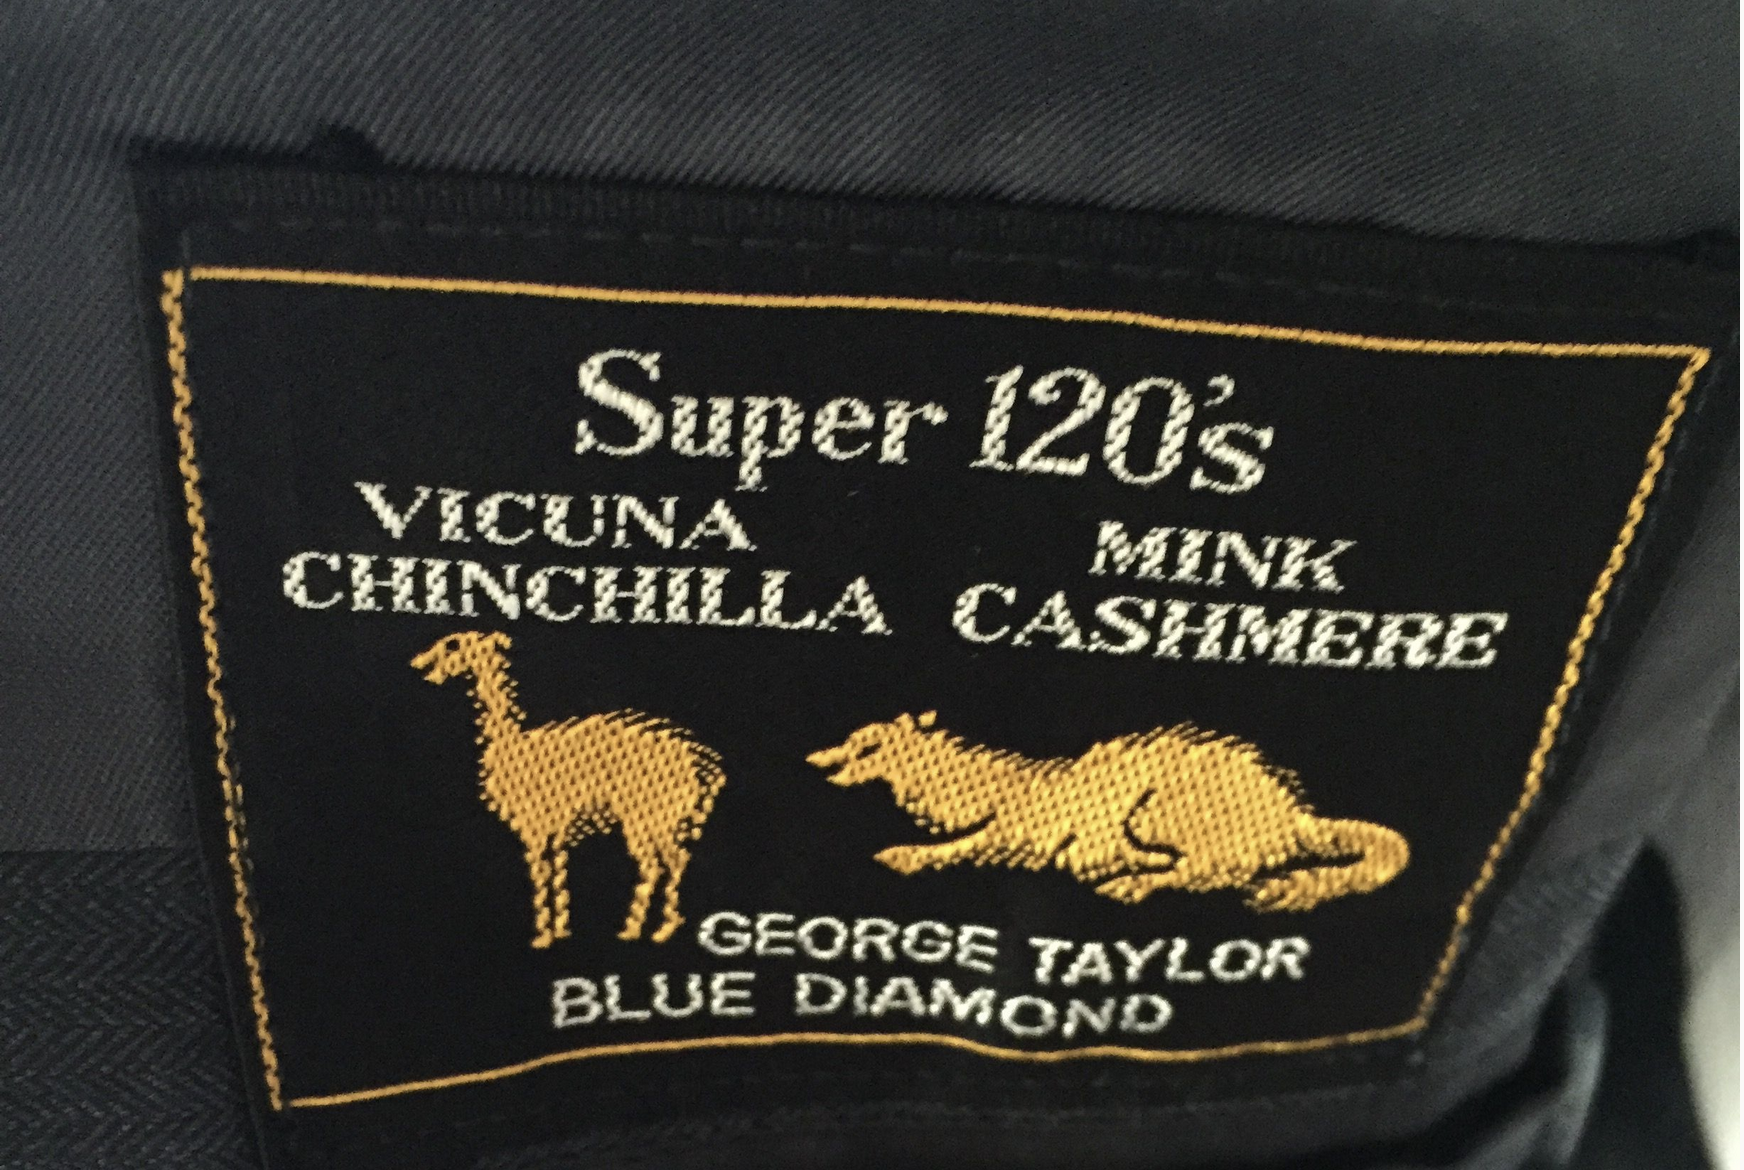 Super 120's
VICUNA MINK
CHINCHILLA CASHMERE
GEORGE TAYLOR
BLUE DIAMOND